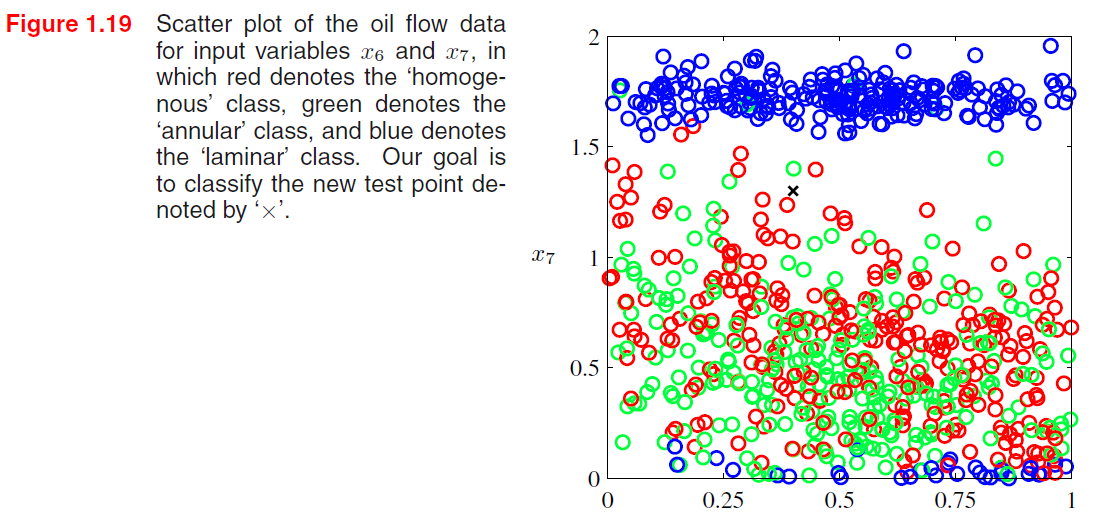 Figure 1.19 Scatter plot of the oil flow data
for input variables x6 and x7, in
which red denotes the ‘homoge-
nous’ class, green denotes the
‘annular’ class, and blue denotes
the ‘laminar’ class. Our goal is
to classify the new test point de-
noted by ‘×’.
2
1.5
x7
1
0.5
0
0 0.25 0.5 0.75 1